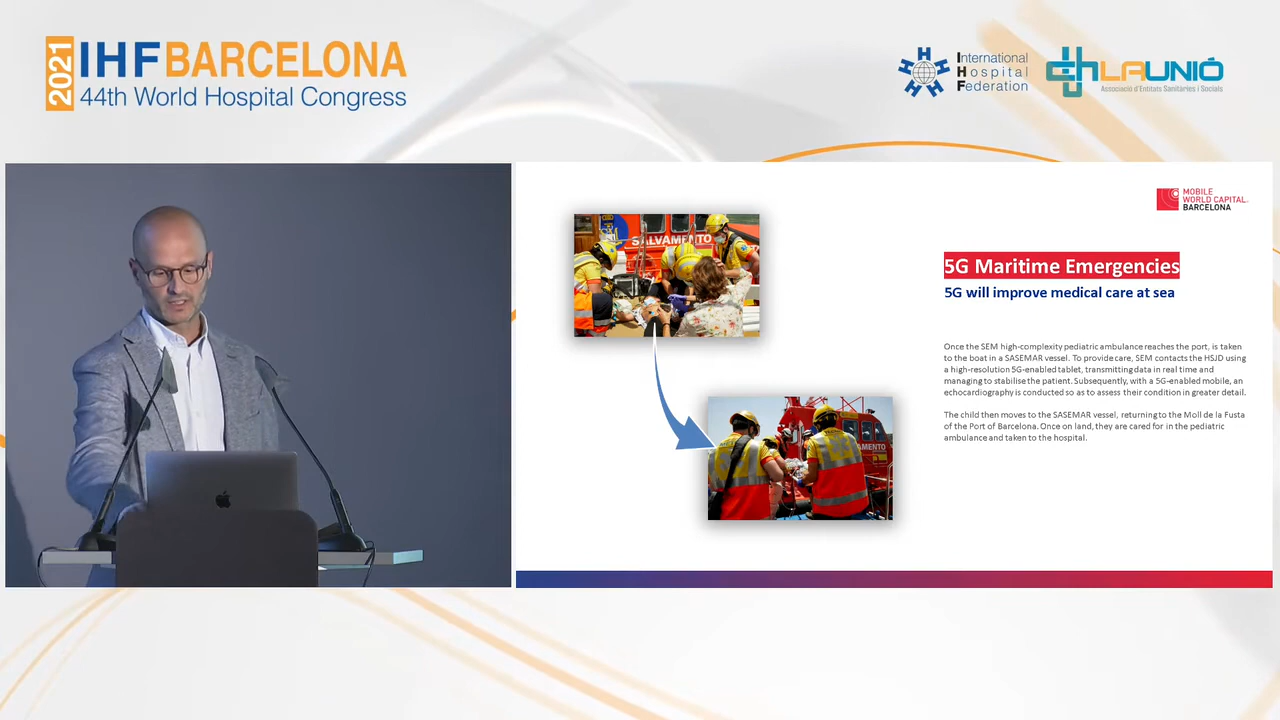 2021
IHF BARCELONA
44th World Hospital Congress
International
Hospital
Federation
LAUNIÓ
Associació d'Entitats Sanitàries i Socials
MOBILE
WORLD CAPITAL
BARCELONA
SALVAMENTO
5G Maritime Emergencies
5G will improve medical care at sea
Once the SEM high-complexity pediatric ambulance reaches the port, is taken
to the boat in a SASEMAR vessel. To provide care, SEM contacts the HSJD using
a high-resolution 5G-enabled tablet, transmitting data in real time and
managing to stabilise the patient. Subsequently, with a 5G-enabled mobile, an
echocardiography is conducted so as to assess their condition in greater detail.
The child then moves to the SASEMAR vessel, returning to the Moll de la Fusta
of the Port of Barcelona. Once on land, they are cared for in the pediatric
ambulance and taken to the hospital.